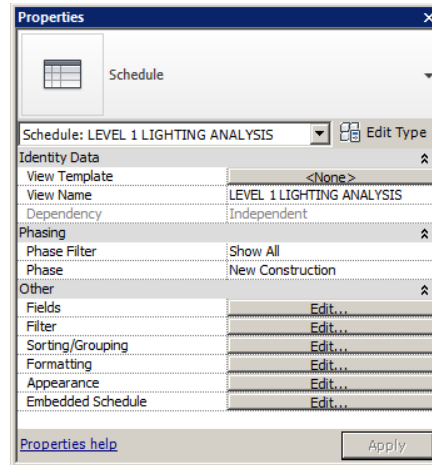 Properties
Schedule
Schedule: LEVEL 1 LIGHTING ANALYSIS Edit Type
Identity Data
View Template <None>
View Name LEVEL 1 LIGHTING ANALYSIS
Dependency Independent
Phasing
Phase Filter Show All
Phase New Construction
Other
Fields Edit...
Filter Edit...
Sorting/Grouping Edit...
Formatting Edit...
Appearance Edit...
Embedded Schedule Edit...
Properties help Apply